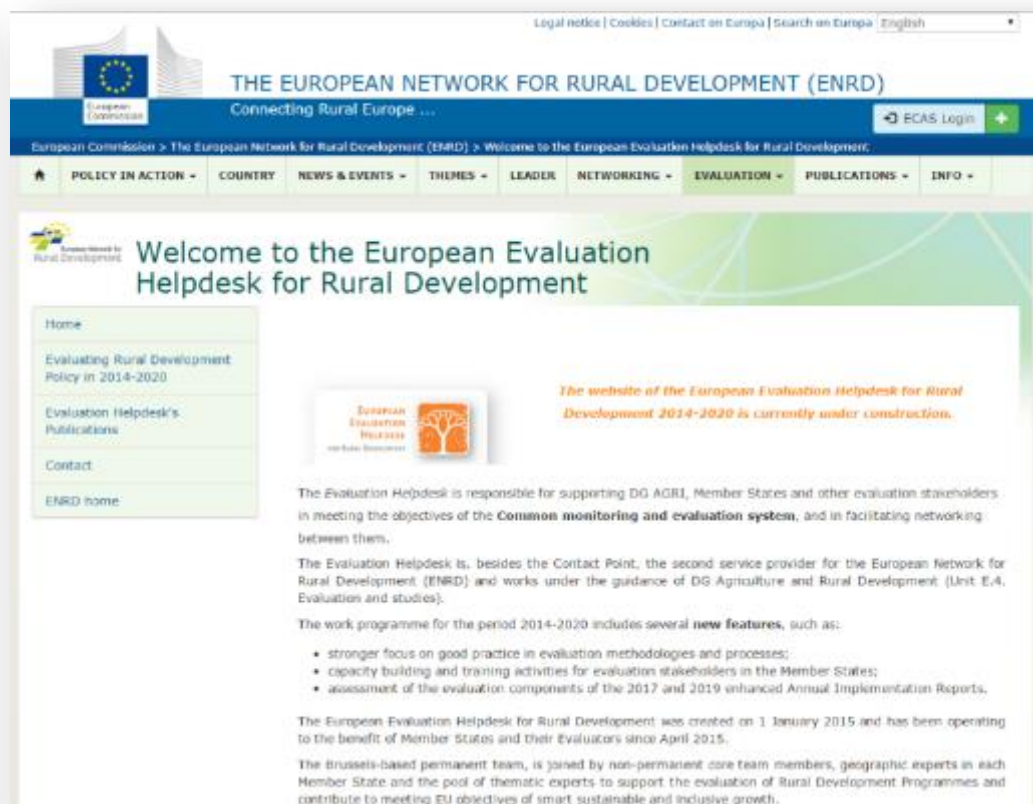 Legal notice | Cookies | Contact on Europa | Search on Europa English
THE EUROPEAN NETWORK FOR RURAL DEVELOPMENT (ENRD)
European
Commission
Connecting Rural Europe ...
ECAS Login
European Commission > The European Network for Rural Development (ENRD) > Welcome to the European Evaluation Helpdesk for Rural Development
POLICY IN ACTION COUNTRY NEWS & EVENTS THEMES LEADER NETWORKING EVALUATION PUBLICATIONS INFO
European Network for
Rural Development
Welcome to the European Evaluation
Helpdesk for Rural Development
Home
Evaluating Rural Development
Policy in 2014-2020
Evaluation Helpdesk's
Publications
Contact
ENRD home
EUROPEAN
EVALUATION
HELPDESK
FOR RURAL DEVELOPMENT
The website of the European Evaluation Helpdesk for Rural
Development 2014-2020 is currently under construction.
The Evaluation Helpdesk is responsible for supporting DG AGRI, Member States and other evaluation stakeholders
in meeting the objectives of the Common monitoring and evaluation system, and in facilitating networking
between them.
The Evaluation Helpdesk is, besides the Contact Point, the second service provider for the European Network for
Rural Development (ENRD) and works under the guidance of DG Agriculture and Rural Development (Unit E.4.
Evaluation and studies).
The work programme for the period 2014-2020 includes several new features, such as:
• stronger focus on good practice in evaluation methodologies and processes;
• capacity building and training activities for evaluation stakeholders in the Member States;
• assessment of the evaluation components of the 2017 and 2019 enhanced Annual Implementation Reports.
The European Evaluation Helpdesk for Rural Development was created on 1 January 2015 and has been operating
to the benefit of Member States and their Evaluators since April 2015.
The Brussels-based permanent team, is joined by non-permanent core team members, geographic experts in each
Member State and the pool of thematic experts to support the evaluation of Rural Development Programmes and
contribute to meeting EU objectives of smart sustainable and inclusive growth.